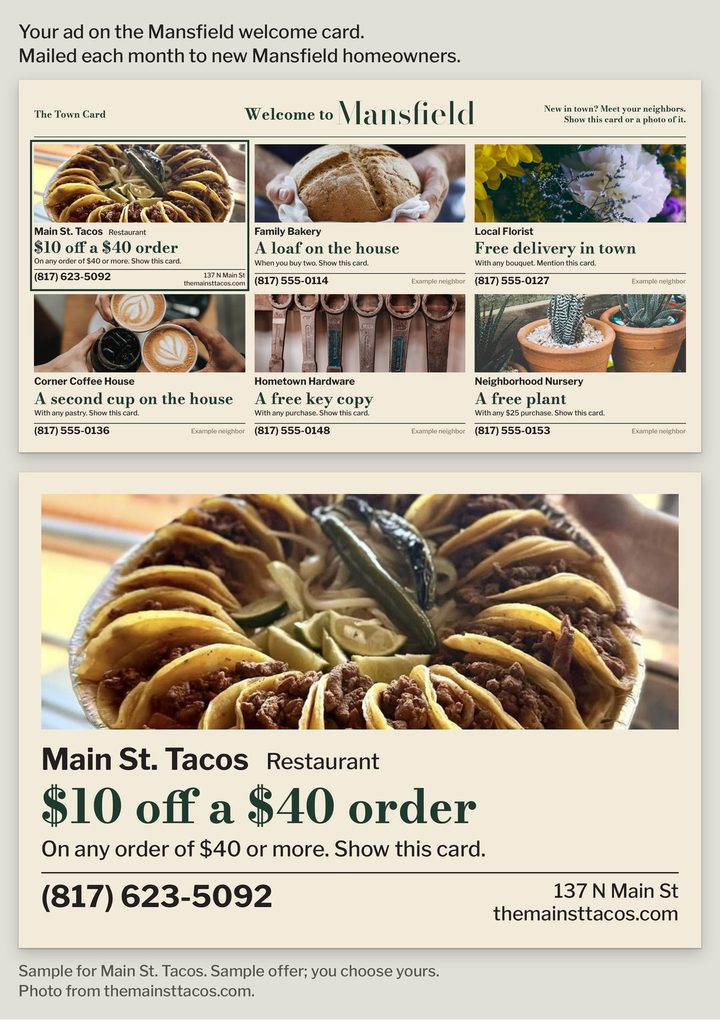 Your ad on the Mansfield welcome card.
Mailed each month to new Mansfield homeowners.
The Town Card
Welcome to Mansfield
New in town? Meet your neighbors.
Show this card or a photo of it.
Main St. Tacos Restaurant
$10 off a $40 order
On any order of $40 or more. Show this card.
(817) 623-5092
137 N Main St
themainsttacos.com
Family Bakery
A loaf on the house
When you buy two. Show this card.
(817) 555-0114
Example neighbor
Local Florist
Free delivery in town
With any bouquet. Mention this card.
(817) 555-0127
Example neighbor
Corner Coffee House
A second cup on the house
With any pastry. Show this card.
(817) 555-0136
Example neighbor
Hometown Hardware
A free key copy
With any purchase. Show this card.
(817) 555-0148
Example neighbor
Neighborhood Nursery
A free plant
With any $25 purchase. Show this card.
(817) 555-0153
Example neighbor
Main St. Tacos Restaurant
$10 off a $40 order
On any order of $40 or more. Show this card.
(817) 623-5092
137 N Main St
themainsttacos.com
Sample for Main St. Tacos. Sample offer; you choose yours.
Photo from themainsttacos.com.